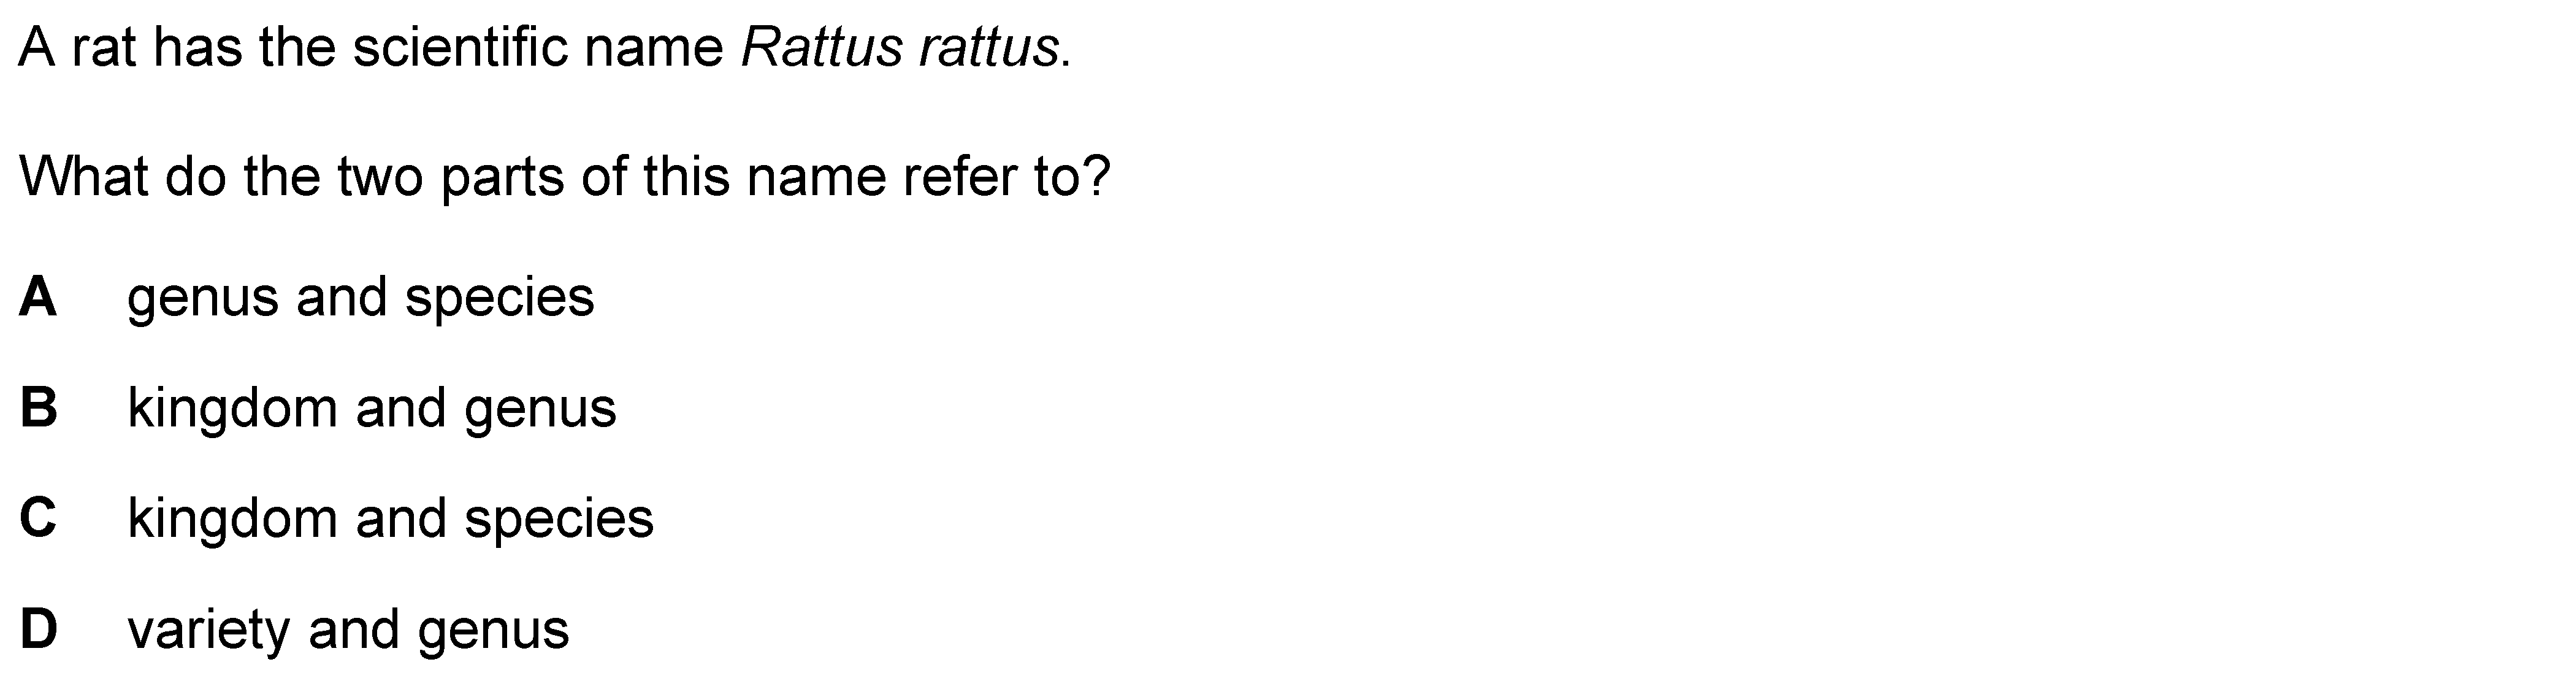 A rat has the scientific name Rattus rattus.
What do the two parts of this name refer to?
A genus and species
B kingdom and genus
C kingdom and species
D variety and genus